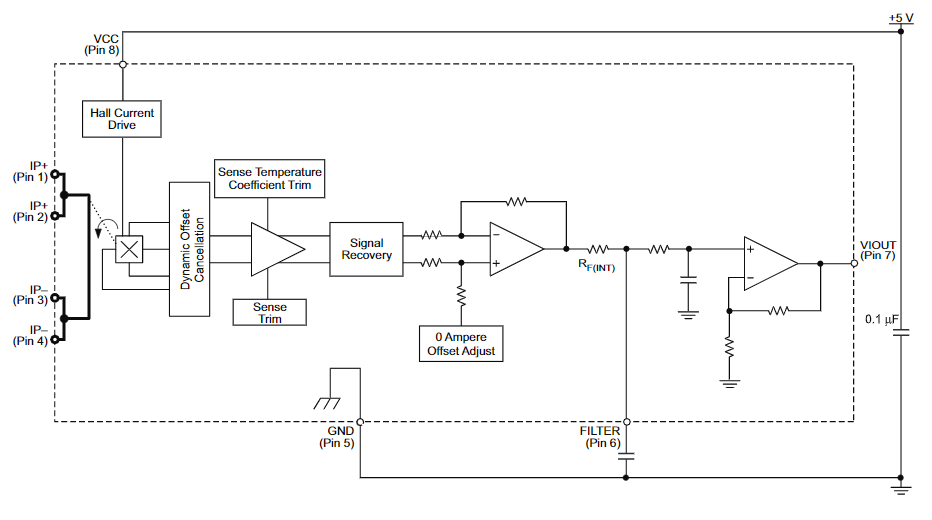 +5 V
VCC
(Pin 8)
Hall Current
Drive
IP+
(Pin 1)
IP+
(Pin 2)
IP–
(Pin 3)
IP–
(Pin 4)
Dynamic Offset
Cancellation
Sense Temperature
Coefficient Trim
Sense
Trim
Signal
Recovery
0 Ampere
Offset Adjust
–
+
RF(INT)
+
–
VIOUT
(Pin 7)
0.1 μF
GND
(Pin 5)
FILTER
(Pin 6)